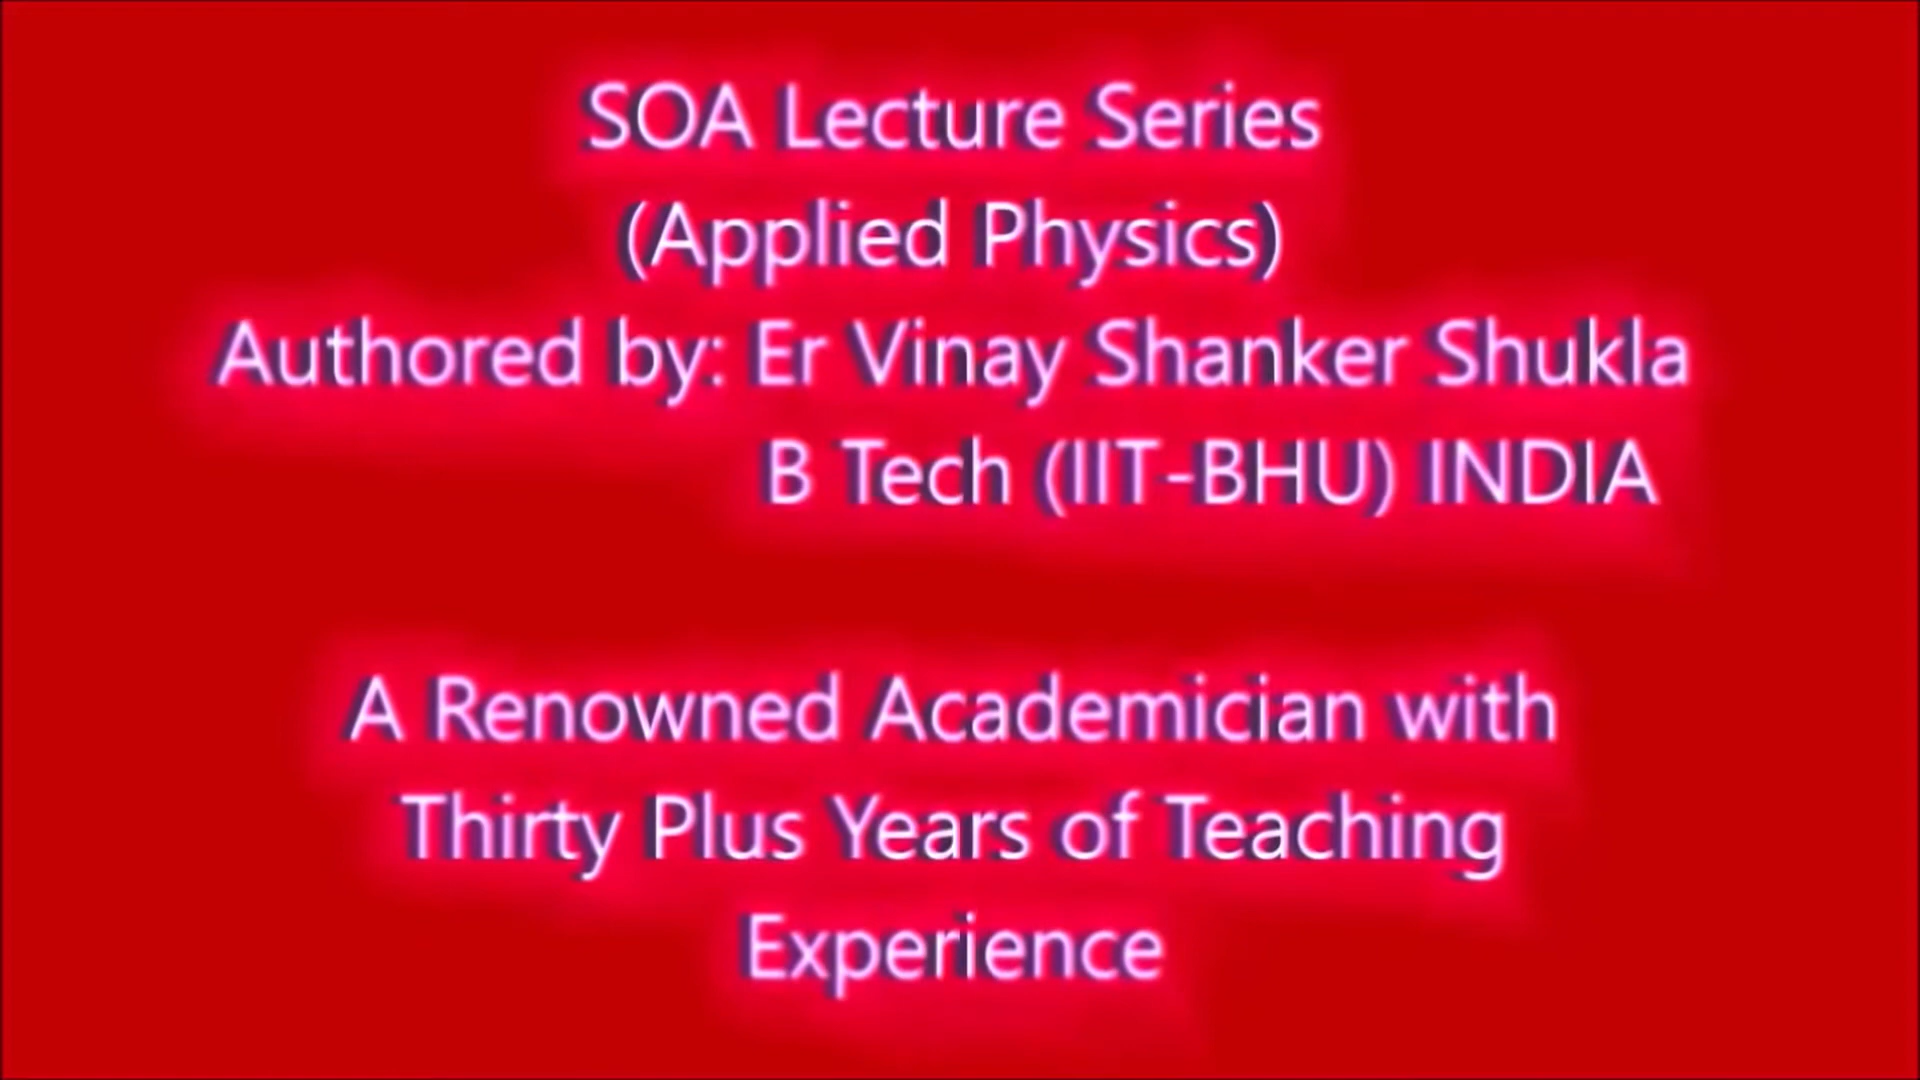 SOA Lecture Series
(Applied Physics)
Authored by: Er Vinay Shanker Shukla
B Tech (IIT-BHU) INDIA
A Renowned Academician with
Thirty Plus Years of Teaching
Experience